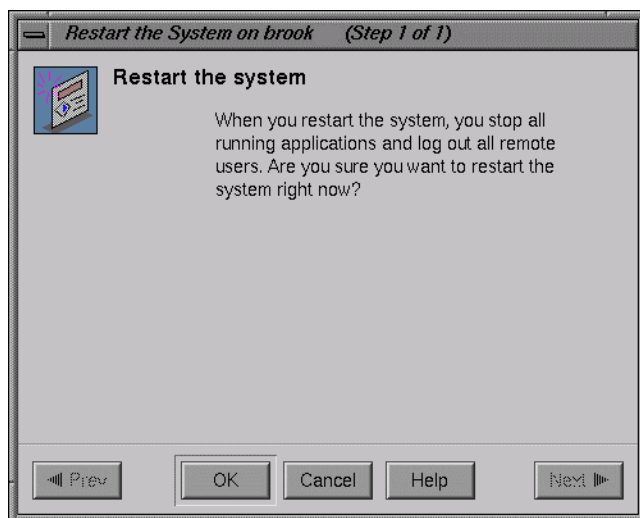 Restart the System on brook (Step 1 of 1)
Restart the system
When you restart the system, you stop all
running applications and log out all remote
users. Are you sure you want to restart the
system right now?
Prev OK Cancel Help Next